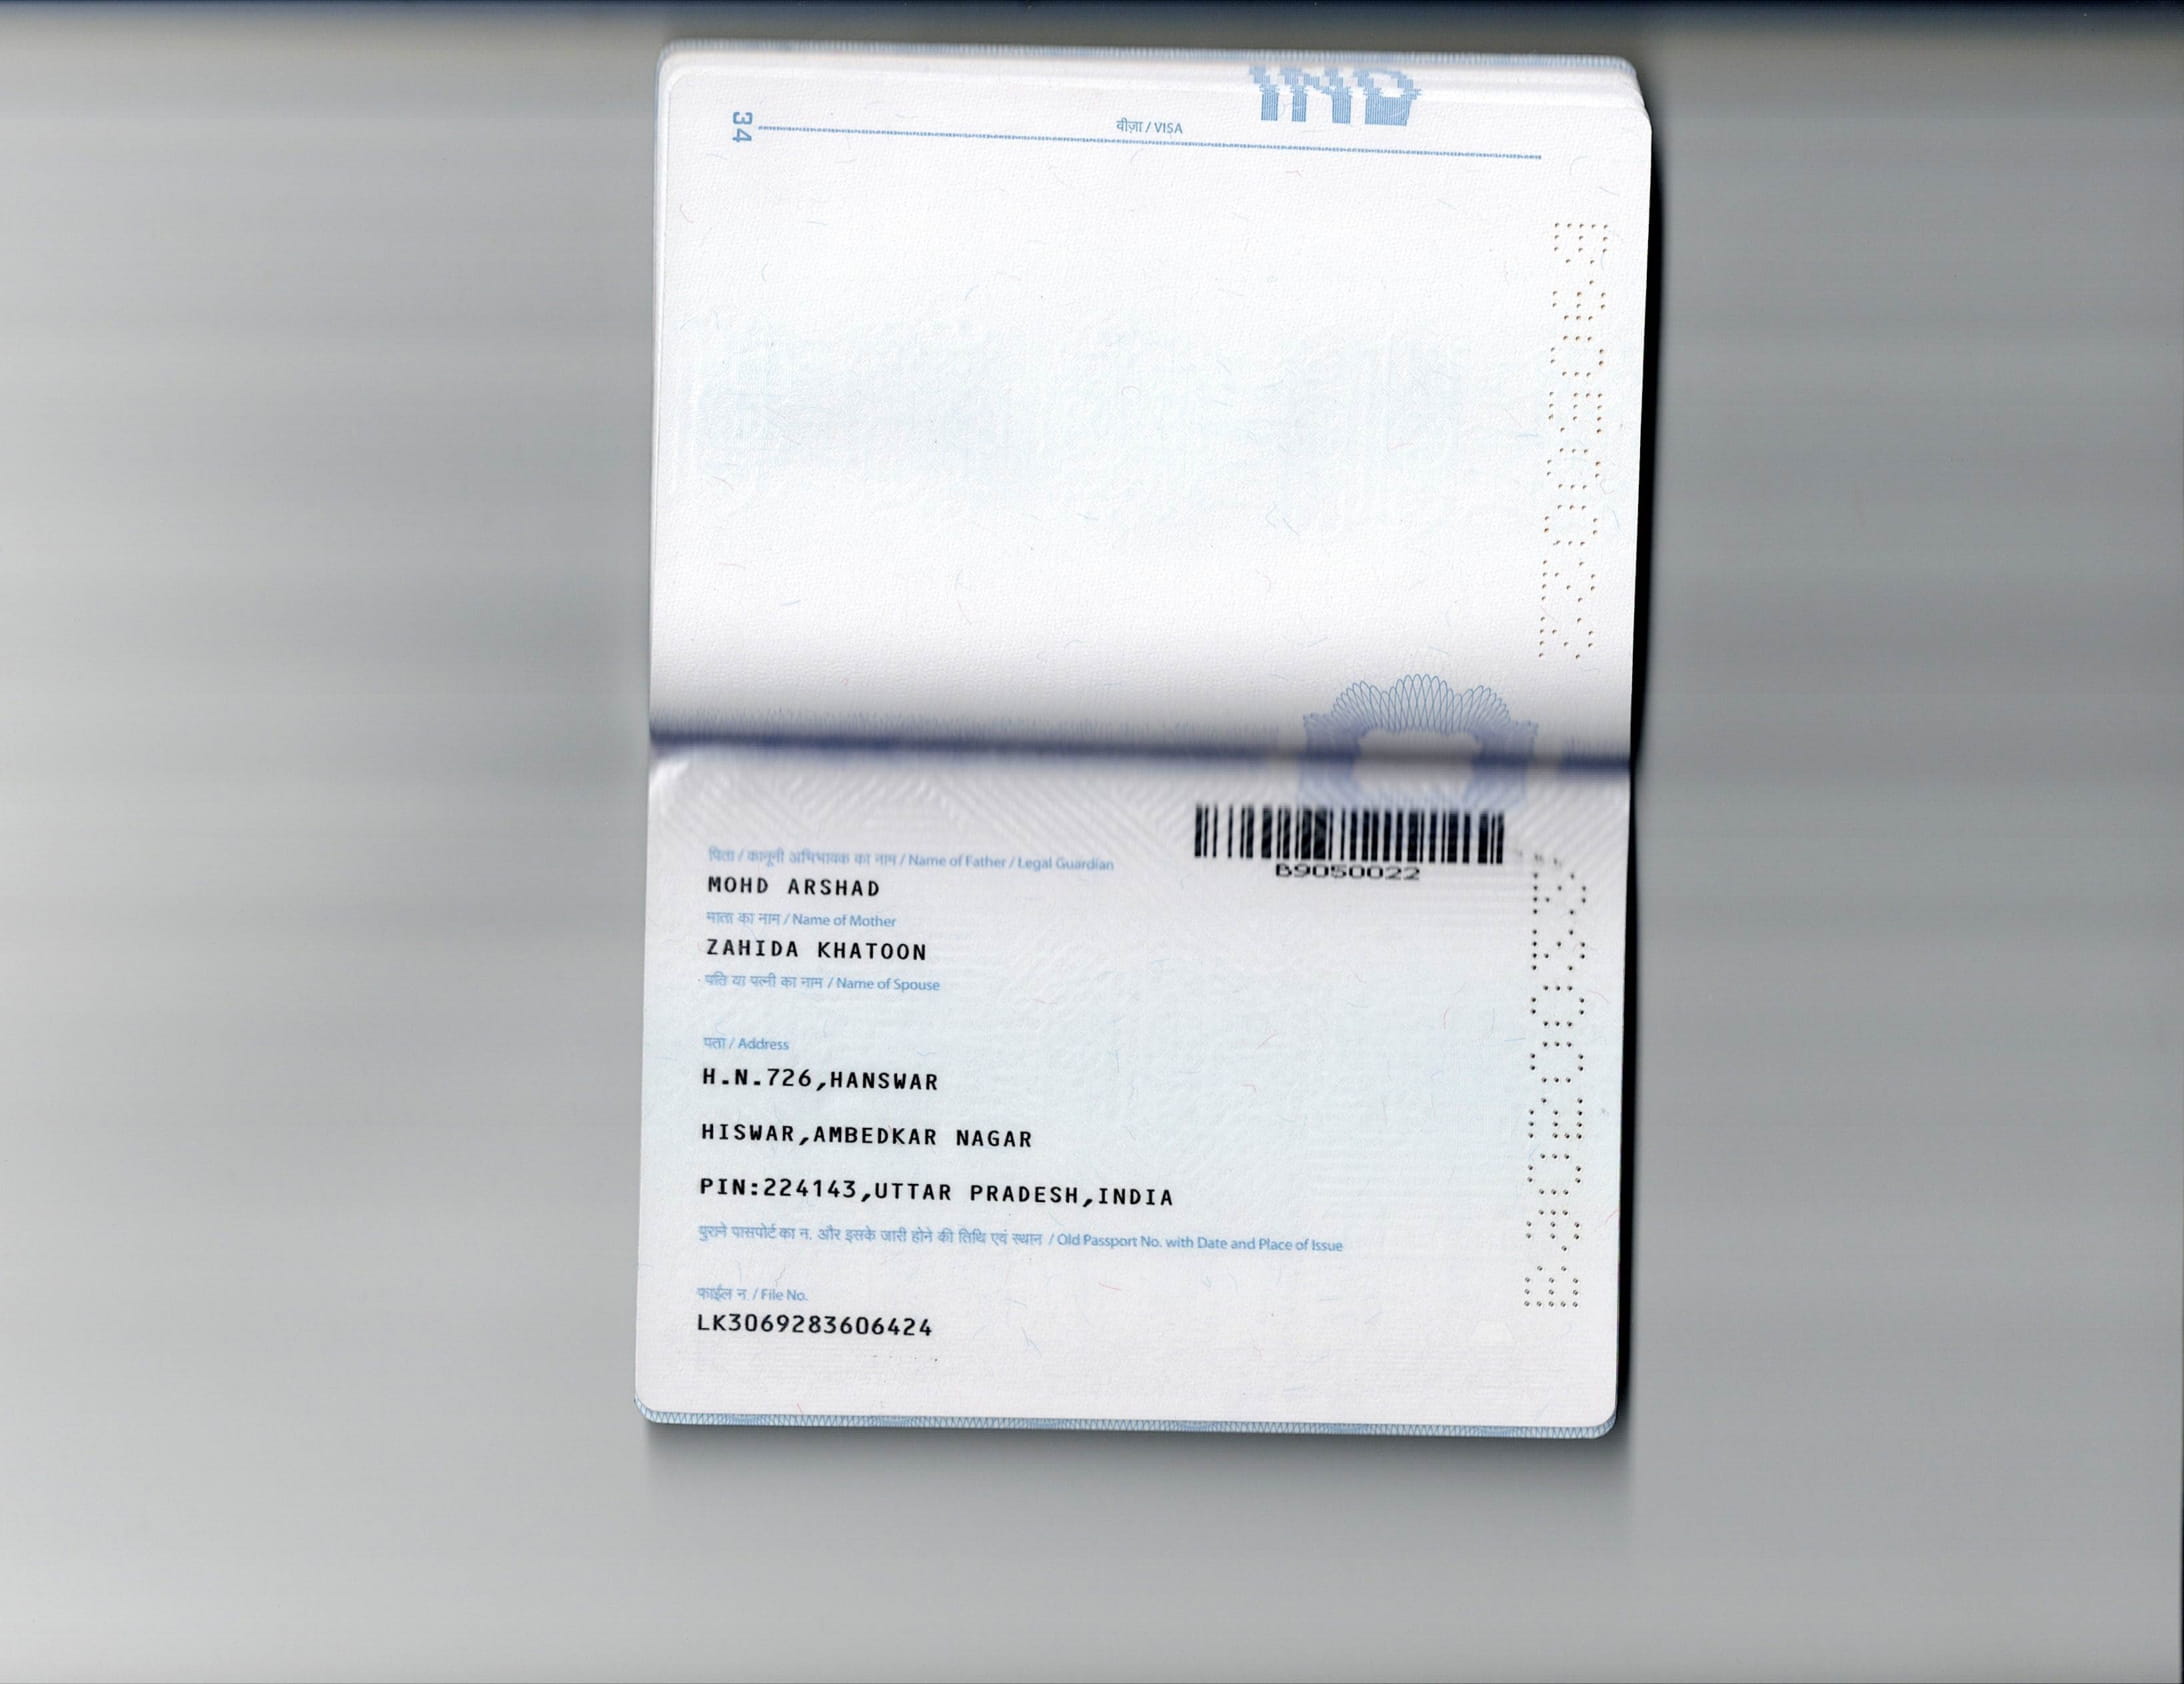 IND
34
वीज़ा / VISA
B9050022
पिता / कानूनी अभिभावक का नाम / Name of Father / Legal Guardian
MOHD ARSHAD
माता का नाम / Name of Mother
ZAHIDA KHATOON
पति या पत्नी का नाम / Name of Spouse
पता / Address
H.N.726,HANSWAR
HISWAR,AMBEDKAR NAGAR
PIN:224143,UTTAR PRADESH,INDIA
पुराने पासपोर्ट का न. और इसके जारी होने की तिथि एवं स्थान / Old Passport No. with Date and Place of Issue
फाईल न. / File No.
LK3069283606424
B9050022